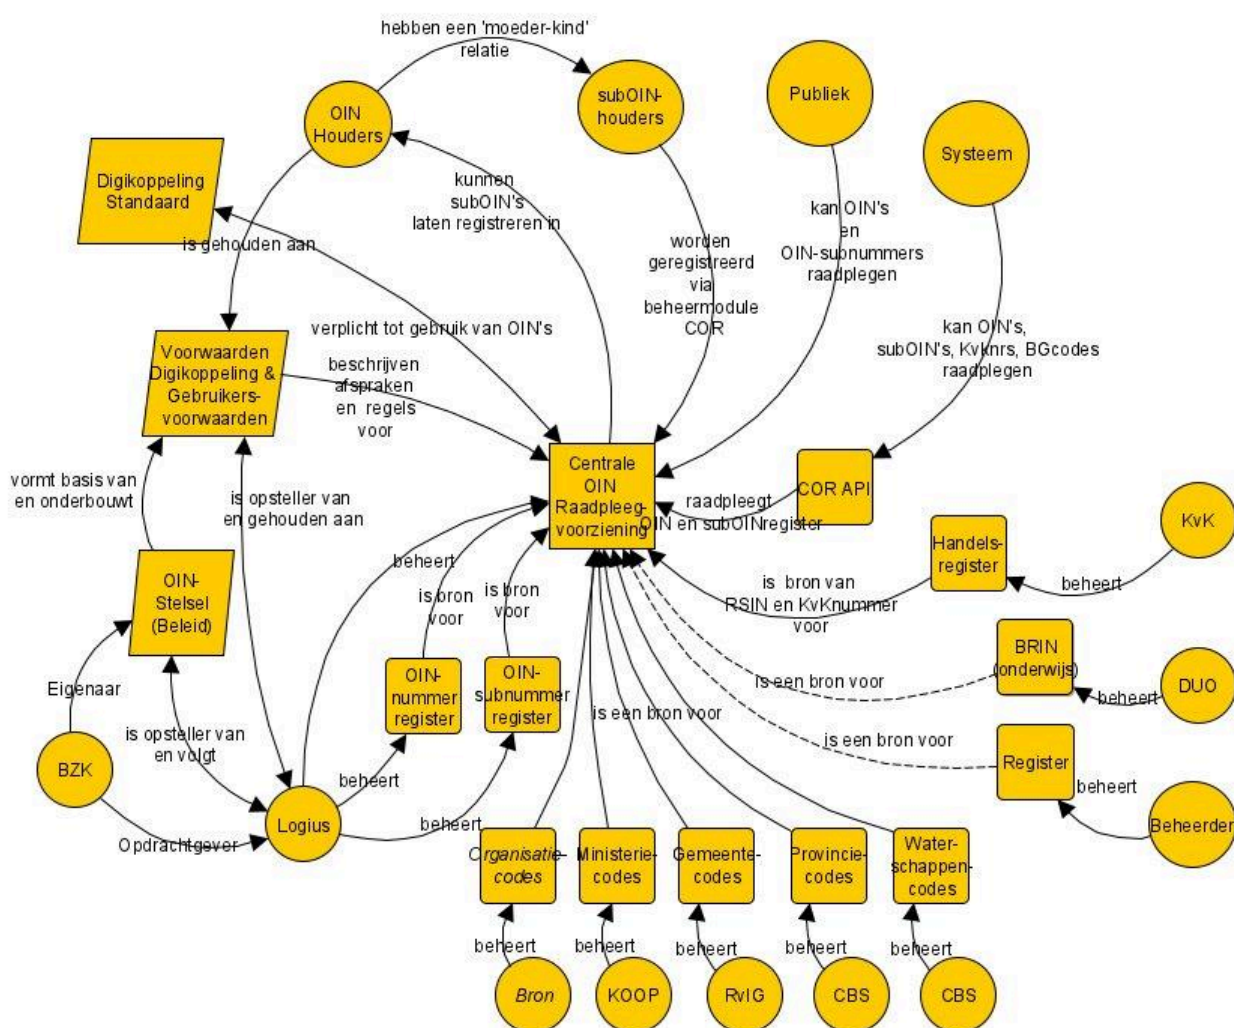 hebben een 'moeder-kind'
relatie
OIN
Houders
subOIN-
houders
Publiek
Systeem
Digikoppeling
Standaard
kunnen
subOIN's
laten registreren in
is gehouden aan
worden
geregistreerd
via
beheermodule
COR
kan OIN's
en
OIN-subnummers
raadplegen
kan OIN's,
subOIN's, Kvknrs, BGcodes
raadplegen
verplicht tot gebruik van OIN's
Voorwaarden
Digikoppeling &
Gebruikers-
voorwaarden
beschrijven
afspraken
en regels
voor
Centrale
OIN
Raadpleeg-
voorziening
COR API
raadpleegt
OIN en subOINregister
vormt basis van
en onderbouwt
is opsteller van
en gehouden aan
beheert
is bron
voor
is bron
voor
Handels-
register
KvK
beheert
is bron van
RSIN en KvKnummer
voor
OIN-
Stelsel
(Beleid)
Eigenaar
BRIN
(onderwijs)
DUO
beheert
is een bron voor
OIN-
nummer
register
OIN-
subnummer
register
is een bron voor
is een bron voor
Register
beheert
Beheerder
is opsteller van
en volgt
BZK
Opdrachtgever
Logius
beheert
beheert
Organisatie-
codes
Ministerie-
codes
Gemeente-
codes
Provincie-
codes
Water-
schappen-
codes
beheert
beheert
beheert
beheert
beheert
Bron
KOOP
RvIG
CBS
CBS